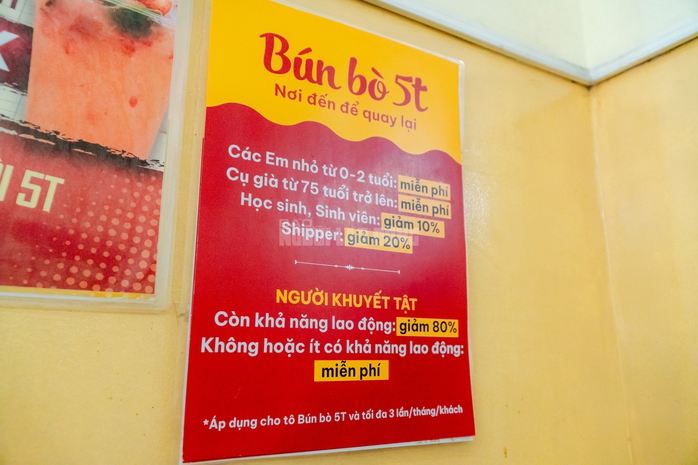 Bún bò 5t
Nơi đến để quay lại
Các Em nhỏ từ 0-2 tuổi: miễn phí
Cụ già từ 75 tuổi trở lên: miễn phí
Học sinh, Sinh viên: giảm 10%
Shipper: giảm 20%
NGƯỜI KHUYẾT TẬT
Còn khả năng lao động: giảm 80%
Không hoặc ít có khả năng lao động:
miễn phí
*Áp dụng cho tô Bún bò 5T và tối đa 3 lần/tháng/khách
5T